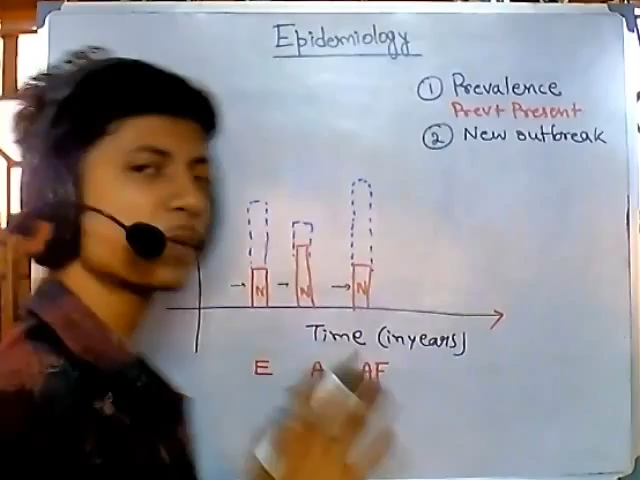 Epidemiology
① Prevalence
Prev+ Present
② New outbreak
N N N
Time (in years)
E A AF